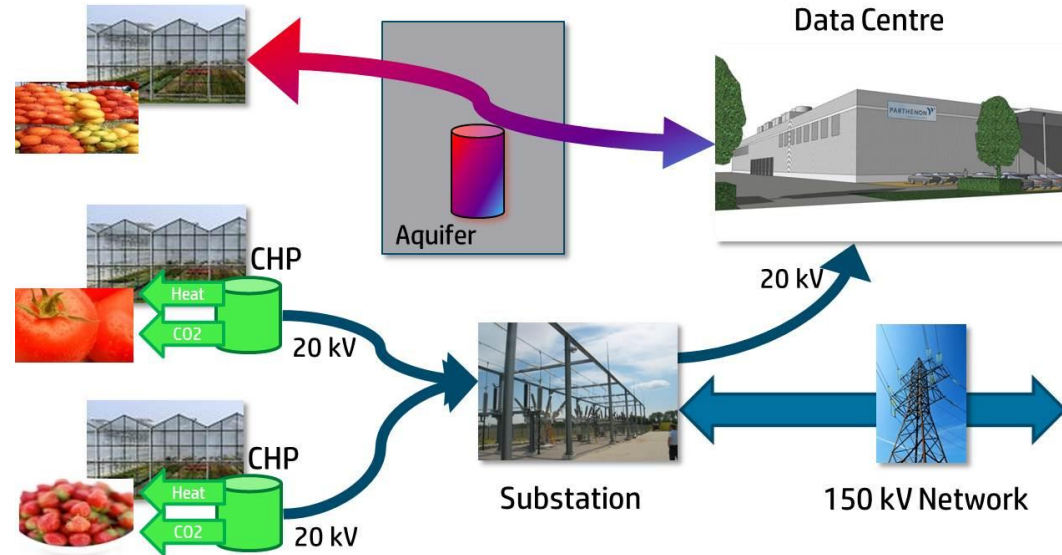 Data Centre
PARTHENON
Aquifer
CHP
Heat
CO2
20 kV
20 kV
CHP
Heat
CO2
20 kV
Substation
150 kV Network